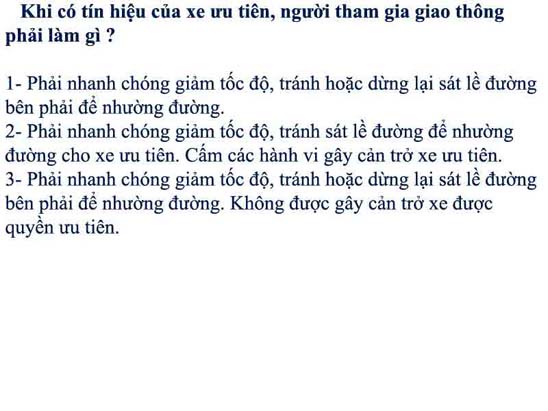 Khi có tín hiệu của xe ưu tiên, người tham gia giao thông
phải làm gì ?
1- Phải nhanh chóng giảm tốc độ, tránh hoặc dừng lại sát lề đường
bên phải để nhường đường.
2- Phải nhanh chóng giảm tốc độ, tránh sát lề đường để nhường
đường cho xe ưu tiên. Cấm các hành vi gây cản trở xe ưu tiên.
3- Phải nhanh chóng giảm tốc độ, tránh hoặc dừng lại sát lề đường
bên phải để nhường đường. Không được gây cản trở xe được
quyền ưu tiên.